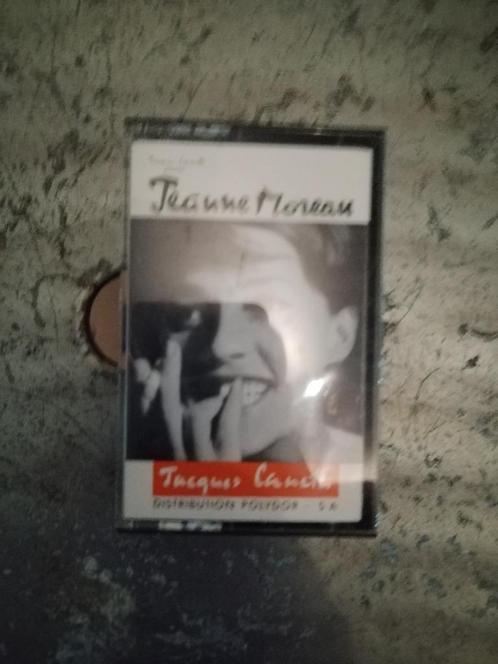 Jeanne Moreau
Jacques Canetti
DISTRIBUTION POLYDOR - S A